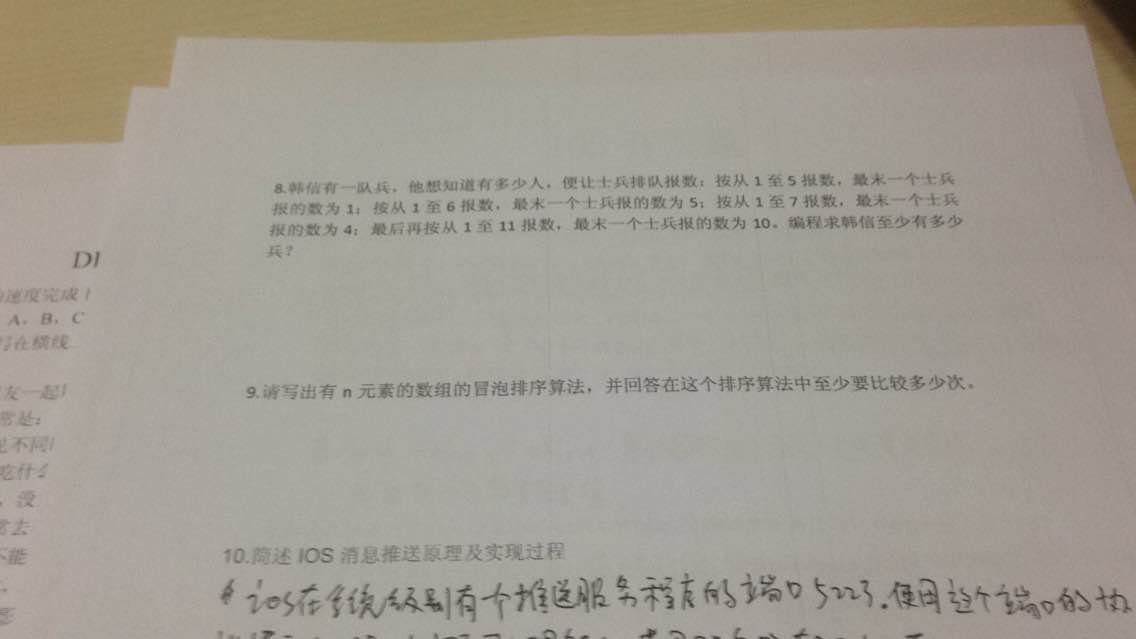 8.韩信有一队兵，他想知道有多少人，便让士兵排队报数：按从 1 至 5 报数，最末一个士兵
报的数为 1；按从 1 至 6 报数，最末一个士兵报的数为 5；按从 1 至 7 报数，最末一个士兵
报的数为 4；最后再按从 1 至 11 报数，最末一个士兵报的数为 10。编程求韩信至少有多少
兵？
DI
速度完成
A，B，C
写在横线
9.请写出有 n 元素的数组的冒泡排序算法，并回答在这个排序算法中至少要比较多少次。
友一起
常是：
不同
吃什
，没
去
不能
10.简述 IOS 消息推送原理及实现过程
ios在系统级别有个推送服务程序的端口5223.使用这个端口的协